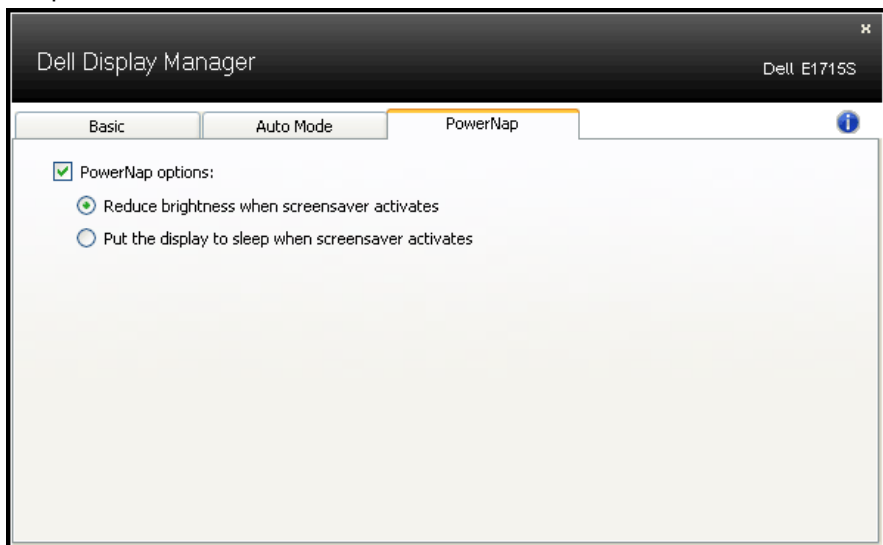 Dell Display Manager
Dell E1715S
Basic Auto Mode PowerNap
PowerNap options:
Reduce brightness when screensaver activates
Put the display to sleep when screensaver activates